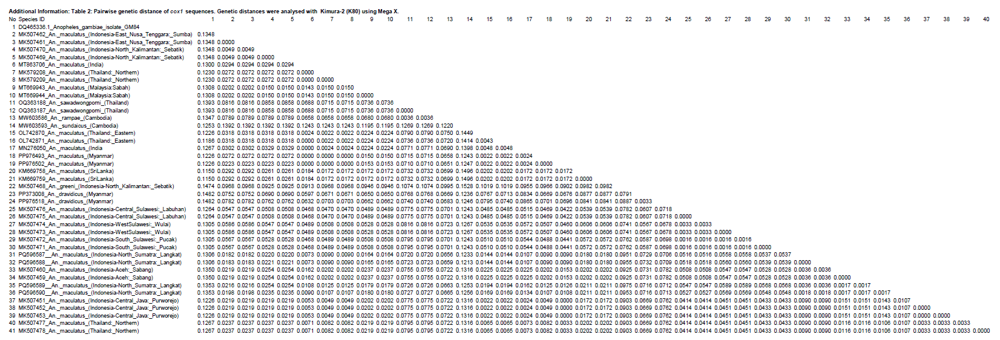 Additional Information: Table 2: Pairwise genetic distance of cox1 sequences. Genetic distances were analysed with Kimura-2 (K80) using Mega X.
No Species ID 1 2 3 4 5 6 7 8 9 10 11 12 13 14 15 16 17 18 19 20 21 22 23 24 25 26 27 28 29 30 31 32 33 34 35 36 37 38 39 40
1 DQ465336.1_Anopheles_gambiae_isolate_GM84
2 MK507462_An._maculatus_(Indonesia-East_Nusa_Tenggara:_Sumba) 0.1348
3 MK507461_An._maculatus_(Indonesia-East_Nusa_Tenggara:_Sumba) 0.1348 0.0000
4 MK507470_An._maculatus_(Indonesia-North_Kalimantan:_Sebatik) 0.1348 0.0049 0.0049
5 MK507469_An._maculatus_(Indonesia-North_Kalimantan:_Sebatik) 0.1348 0.0049 0.0049 0.0000
6 MT863706_An._maculatus_(India) 0.1300 0.0294 0.0294 0.0294 0.0294
7 MK579208_An._maculatus_(Thailand:_Northern) 0.1230 0.0272 0.0272 0.0272 0.0272 0.0000
8 MK579209_An._maculatus_(Thailand:_Northern) 0.1230 0.0272 0.0272 0.0272 0.0272 0.0000 0.0000
9 MT669943_An._maculatus_(Malaysia:Sabah) 0.1308 0.0202 0.0202 0.0150 0.0150 0.0143 0.0150 0.0150
10 MT669944_An._maculatus_(Malaysia:Sabah) 0.1308 0.0202 0.0202 0.0150 0.0150 0.0143 0.0150 0.0150 0.0000
11 OQ363188_An._sawadwongporni_(Thailand) 0.1393 0.0816 0.0816 0.0858 0.0858 0.0688 0.0715 0.0715 0.0736 0.0736
12 OQ363187_An._sawadwongporni_(Thailand) 0.1393 0.0816 0.0816 0.0858 0.0858 0.0688 0.0715 0.0715 0.0736 0.0736 0.0000
13 MW603586_An._rampae_(Cambodia) 0.1347 0.0789 0.0789 0.0789 0.0789 0.0658 0.0658 0.0658 0.0680 0.0680 0.0036 0.0036
14 MW603593_An._sundaicus_(Cambodia) 0.1253 0.1392 0.1392 0.1392 0.1392 0.1243 0.1243 0.1243 0.1195 0.1195 0.1269 0.1269 0.1220
15 OL742870_An._maculatus_(Thailand:_Eastern) 0.1226 0.0318 0.0318 0.0318 0.0318 0.0024 0.0022 0.0022 0.0224 0.0224 0.0790 0.0790 0.0750 0.1449
16 OL742871_An._maculatus_(Thailand:_Eastern) 0.1186 0.0318 0.0318 0.0318 0.0318 0.0000 0.0022 0.0022 0.0224 0.0224 0.0736 0.0736 0.0720 0.1414 0.0043
17 MN276050_An._maculatus_(India 0.1267 0.0302 0.0302 0.0329 0.0329 0.0000 0.0024 0.0024 0.0224 0.0224 0.0771 0.0771 0.0690 0.1398 0.0048 0.0048
18 PP976493_An._maculatus_(Myanmar) 0.1226 0.0272 0.0272 0.0272 0.0272 0.0000 0.0000 0.0000 0.0150 0.0150 0.0715 0.0715 0.0658 0.1243 0.0022 0.0022 0.0024
19 PP976502_An._maculatus_(Myanmar) 0.1226 0.0223 0.0223 0.0223 0.0223 0.0000 0.0000 0.0000 0.0153 0.0153 0.0710 0.0710 0.0651 0.1247 0.0022 0.0022 0.0024 0.0000
20 KM669758_An._maculatus_(SriLanka) 0.1150 0.0292 0.0292 0.0261 0.0261 0.0184 0.0172 0.0172 0.0172 0.0172 0.0732 0.0732 0.0699 0.1496 0.0202 0.0202 0.0172 0.0172 0.0172
21 KM669759_An._maculatus_(SriLanka) 0.1150 0.0292 0.0292 0.0261 0.0261 0.0184 0.0172 0.0172 0.0172 0.0172 0.0732 0.0732 0.0699 0.1496 0.0202 0.0202 0.0172 0.0172 0.0172 0.0000
22 MK507468_An._greeni_(Indonesia-North_Kalimantan:_Sebatik) 0.1474 0.0968 0.0968 0.0925 0.0925 0.0913 0.0968 0.0968 0.0946 0.0946 0.1074 0.1074 0.0995 0.1528 0.1019 0.1019 0.0955 0.0966 0.0902 0.0982 0.0982
23 PP373008_An._dravidicus_(Myanmar) 0.1482 0.0752 0.0752 0.0690 0.0690 0.0597 0.0671 0.0671 0.0650 0.0650 0.0768 0.0768 0.0669 0.1236 0.0767 0.0713 0.0834 0.0669 0.0676 0.0877 0.0877 0.0791
24 PP976518_An._dravidicus_(Myanmar) 0.1482 0.0782 0.0782 0.0762 0.0762 0.0632 0.0703 0.0703 0.0662 0.0662 0.0740 0.0740 0.0683 0.1246 0.0795 0.0740 0.0865 0.0701 0.0696 0.0841 0.0841 0.0887 0.0033
25 MK507476_An._maculatus_(Indonesia-Central_Sulawesi:_Labuhan) 0.1264 0.0547 0.0547 0.0508 0.0508 0.0468 0.0470 0.0470 0.0489 0.0489 0.0775 0.0775 0.0701 0.1243 0.0485 0.0485 0.0515 0.0469 0.0422 0.0539 0.0539 0.0782 0.0607 0.0718
26 MK507475_An._maculatus_(Indonesia-Central_Sulawesi:_Labuhan) 0.1264 0.0547 0.0547 0.0508 0.0508 0.0468 0.0470 0.0470 0.0489 0.0489 0.0775 0.0775 0.0701 0.1243 0.0485 0.0485 0.0515 0.0469 0.0422 0.0539 0.0539 0.0782 0.0607 0.0718 0.0000
27 MK507474_An._maculatus_(Indonesia-WestSulawesi:_Wulai) 0.1305 0.0586 0.0586 0.0547 0.0547 0.0489 0.0508 0.0508 0.0528 0.0528 0.0816 0.0816 0.0723 0.1267 0.0535 0.0535 0.0572 0.0507 0.0460 0.0606 0.0606 0.0741 0.0567 0.0678 0.0033 0.0033
28 MK507473_An._maculatus_(Indonesia-WestSulawesi:_Wulai) 0.1305 0.0586 0.0586 0.0547 0.0547 0.0489 0.0508 0.0508 0.0528 0.0528 0.0816 0.0816 0.0723 0.1267 0.0535 0.0535 0.0572 0.0507 0.0460 0.0606 0.0606 0.0741 0.0567 0.0678 0.0033 0.0033 0.0000
29 MK507472_An._maculatus_(Indonesia-South_Sulawesi:_Pucak) 0.1305 0.0567 0.0567 0.0528 0.0528 0.0468 0.0489 0.0489 0.0508 0.0508 0.0795 0.0795 0.0701 0.1243 0.0510 0.0510 0.0544 0.0488 0.0441 0.0572 0.0572 0.0762 0.0587 0.0698 0.0016 0.0016 0.0016 0.0016
30 MK507471_An._maculatus_(Indonesia-South_Sulawesi:_Pucak) 0.1305 0.0567 0.0567 0.0528 0.0528 0.0468 0.0489 0.0489 0.0508 0.0508 0.0795 0.0795 0.0701 0.1243 0.0510 0.0510 0.0544 0.0488 0.0441 0.0572 0.0572 0.0762 0.0587 0.0698 0.0016 0.0016 0.0016 0.0016 0.0000
31 PQ596587__An._maculatus_(Indonesia-North_Sumatra:_Langkat) 0.1306 0.0182 0.0182 0.0220 0.0220 0.0073 0.0090 0.0090 0.0164 0.0164 0.0720 0.0720 0.0656 0.1233 0.0144 0.0144 0.0107 0.0090 0.0090 0.0180 0.0180 0.0951 0.0729 0.0706 0.0516 0.0516 0.0558 0.0558 0.0537 0.0537
32 PQ596588__An._maculatus_(Indonesia-North_Sumatra:_Langkat) 0.1306 0.0183 0.0183 0.0221 0.0221 0.0073 0.0090 0.0090 0.0165 0.0165 0.0723 0.0723 0.0659 0.1213 0.0144 0.0144 0.0107 0.0090 0.0090 0.0180 0.0180 0.0955 0.0732 0.0709 0.0518 0.0518 0.0560 0.0560 0.0539 0.0539 0.0000
33 MK507460_An._maculatus_(Indonesia-Aceh:_Sabang) 0.1350 0.0219 0.0219 0.0254 0.0254 0.0162 0.0202 0.0202 0.0237 0.0237 0.0755 0.0755 0.0722 0.1316 0.0225 0.0225 0.0225 0.0202 0.0153 0.0202 0.0202 0.0925 0.0731 0.0782 0.0508 0.0508 0.0547 0.0547 0.0528 0.0528 0.0036 0.0036
34 MK507459_An._maculatus_(Indonesia-Aceh:_Sabang) 0.1350 0.0219 0.0219 0.0254 0.0254 0.0162 0.0202 0.0202 0.0237 0.0237 0.0755 0.0755 0.0722 0.1316 0.0225 0.0225 0.0225 0.0202 0.0153 0.0202 0.0202 0.0925 0.0731 0.0782 0.0508 0.0508 0.0547 0.0547 0.0528 0.0528 0.0036 0.0036 0.0000
35 PQ596589__An._maculatus_(Indonesia-North_Sumatra:_Langkat) 0.1353 0.0216 0.0216 0.0254 0.0254 0.0108 0.0125 0.0125 0.0179 0.0179 0.0726 0.0726 0.0663 0.1253 0.0194 0.0194 0.0162 0.0125 0.0126 0.0211 0.0211 0.0975 0.0716 0.0712 0.0547 0.0547 0.0589 0.0589 0.0568 0.0568 0.0036 0.0036 0.0017 0.0017
36 PQ596590__An._maculatus_(Indonesia-North_Sumatra:_Langkat) 0.1353 0.0198 0.0198 0.0235 0.0235 0.0090 0.0107 0.0107 0.0180 0.0180 0.0727 0.0727 0.0665 0.1256 0.0169 0.0169 0.0134 0.0107 0.0108 0.0211 0.0211 0.0953 0.0716 0.0713 0.0527 0.0527 0.0569 0.0569 0.0548 0.0548 0.0018 0.0018 0.0017 0.0017 0.0017
37 MK507451_An._maculatus_(Indonesia-Central_Java:_Purworejo) 0.1226 0.0219 0.0219 0.0219 0.0219 0.0053 0.0049 0.0049 0.0202 0.0202 0.0775 0.0775 0.0722 0.1316 0.0022 0.0022 0.0024 0.0049 0.0000 0.0172 0.0172 0.0903 0.0669 0.0762 0.0414 0.0414 0.0451 0.0451 0.0433 0.0433 0.0090 0.0090 0.0151 0.0151 0.0143 0.0107
38 MK507452_An._maculatus_(Indonesia-Central_Java:_Purworejo) 0.1226 0.0219 0.0219 0.0219 0.0219 0.0053 0.0049 0.0049 0.0202 0.0202 0.0775 0.0775 0.0722 0.1316 0.0022 0.0022 0.0024 0.0049 0.0000 0.0172 0.0172 0.0903 0.0669 0.0762 0.0414 0.0414 0.0451 0.0451 0.0433 0.0433 0.0090 0.0090 0.0151 0.0151 0.0143 0.0107 0.0000
39 MK507453_An._maculatus_(Indonesia-Central_Java:_Purworejo) 0.1226 0.0219 0.0219 0.0219 0.0219 0.0053 0.0049 0.0049 0.0202 0.0202 0.0775 0.0775 0.0722 0.1316 0.0022 0.0022 0.0024 0.0049 0.0000 0.0172 0.0172 0.0903 0.0669 0.0762 0.0414 0.0414 0.0451 0.0451 0.0433 0.0433 0.0090 0.0090 0.0151 0.0151 0.0143 0.0107 0.0000 0.0000
40 MK507477_An._maculatus_(Thailand:_Northern) 0.1267 0.0237 0.0237 0.0237 0.0237 0.0071 0.0082 0.0082 0.0219 0.0219 0.0795 0.0795 0.0722 0.1316 0.0065 0.0065 0.0073 0.0082 0.0033 0.0202 0.0202 0.0903 0.0669 0.0762 0.0414 0.0414 0.0451 0.0451 0.0433 0.0433 0.0090 0.0090 0.0116 0.0116 0.0106 0.0107 0.0033 0.0033 0.0033
41 MK507478_An._maculatus_(Thailand:_Northern) 0.1267 0.0237 0.0237 0.0237 0.0237 0.0071 0.0082 0.0082 0.0219 0.0219 0.0795 0.0795 0.0722 0.1316 0.0065 0.0065 0.0073 0.0082 0.0033 0.0202 0.0202 0.0903 0.0669 0.0762 0.0414 0.0414 0.0451 0.0451 0.0433 0.0433 0.0090 0.0090 0.0116 0.0116 0.0106 0.0107 0.0033 0.0033 0.0033 0.0000